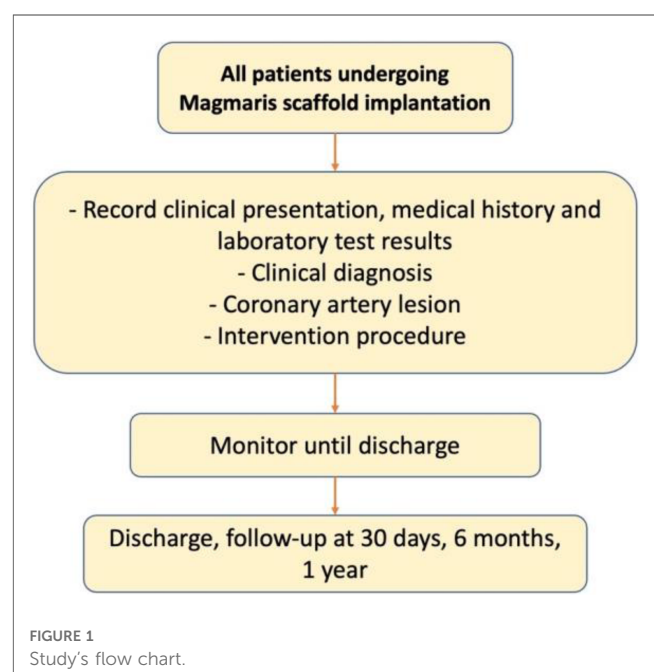 All patients undergoing
Magmaris scaffold implantation
- Record clinical presentation, medical history and
laboratory test results
- Clinical diagnosis
- Coronary artery lesion
- Intervention procedure
Monitor until discharge
Discharge, follow-up at 30 days, 6 months,
1 year
FIGURE 1
Study's flow chart.